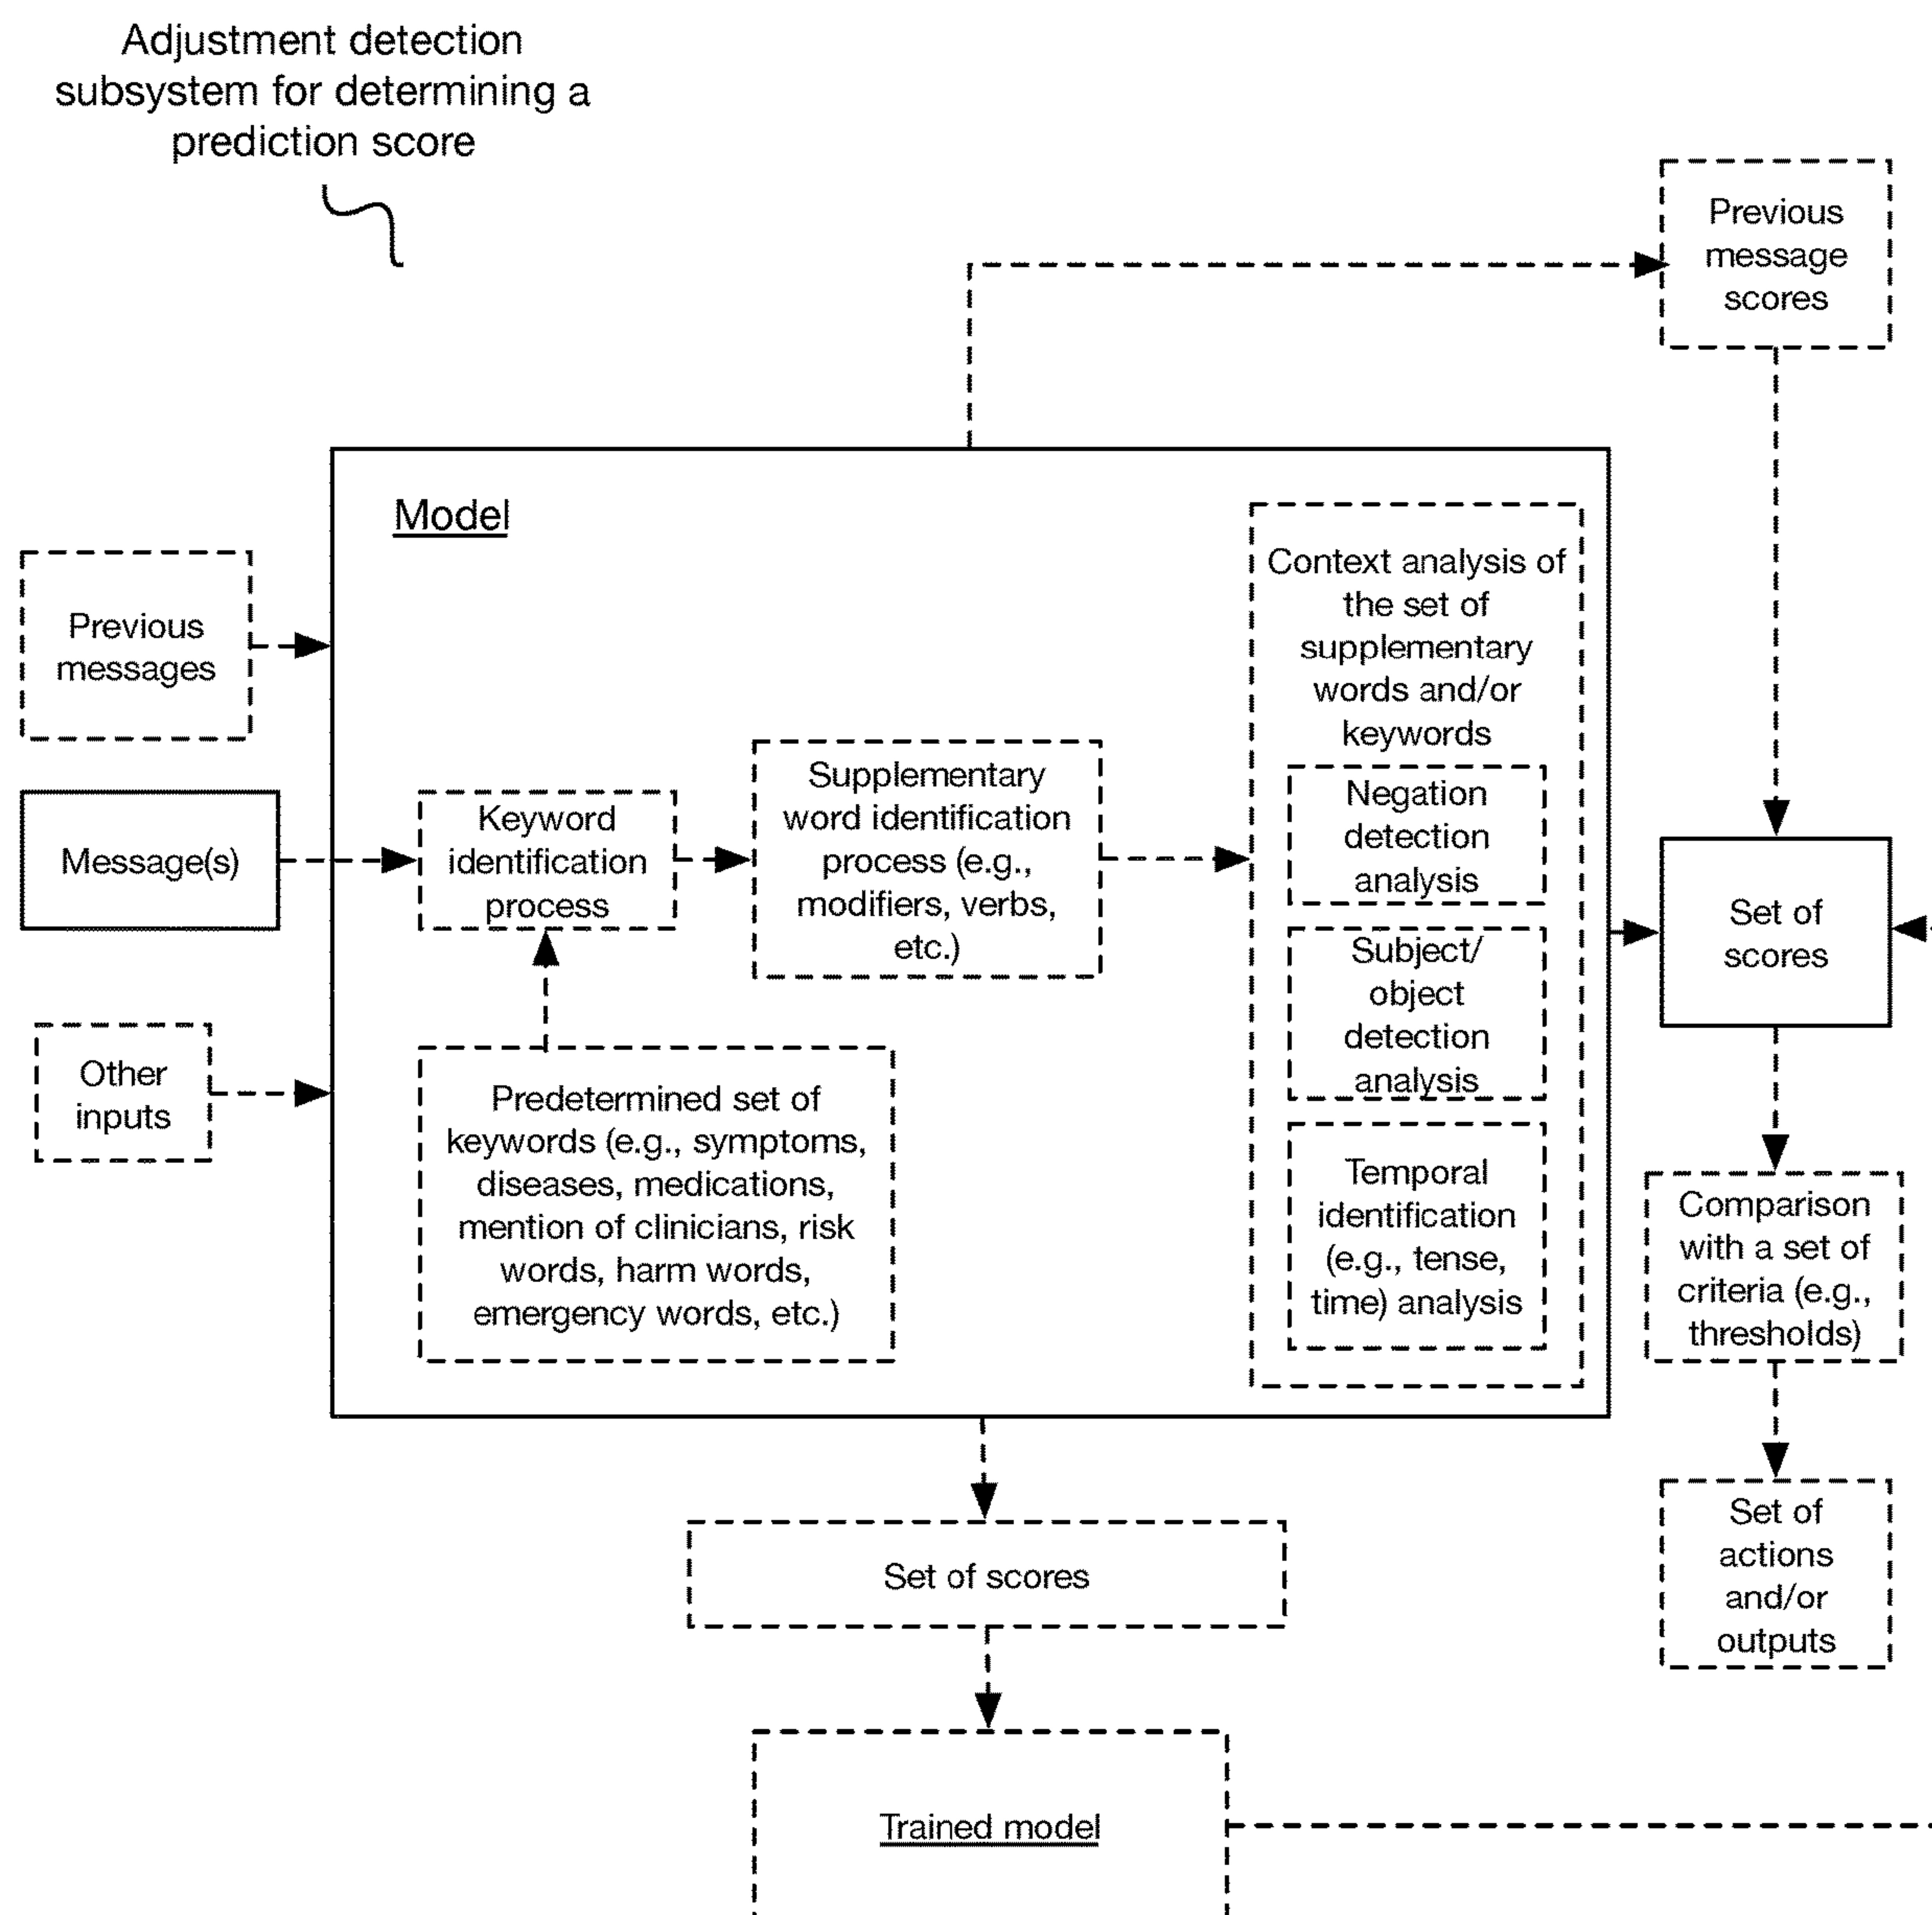 Adjustment detection
subsystem for determining a
prediction score
Previous
message
scores
Model
Previous
messages
Message(s)
Other
inputs
Keyword
identification
process
Supplementary
word identification
process (e.g.,
modifiers, verbs,
etc.)
Predetermined set of
keywords (e.g., symptoms,
diseases, medications,
mention of clinicians, risk
words, harm words,
emergency words, etc.)
Context analysis of
the set of
supplementary
words and/or
keywords
Negation
detection
analysis
Subject/
object
detection
analysis
Temporal
identification
(e.g., tense,
time) analysis
Set of
scores
Comparison
with a set of
criteria (e.g.,
thresholds)
Set of
actions
and/or
outputs
Set of scores
Trained model